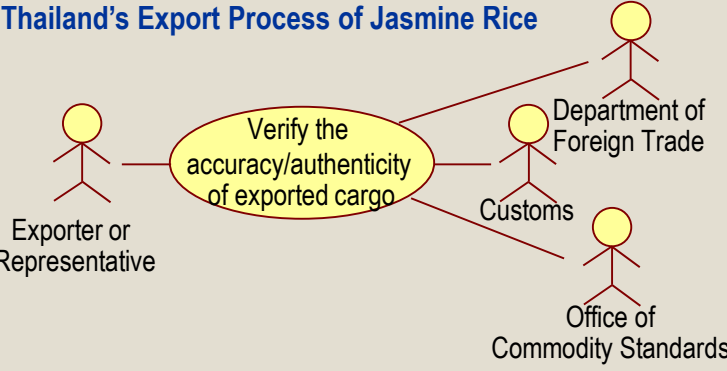 Thailand's Export Process of Jasmine Rice
Department of
Foreign Trade
Verify the
accuracy/authenticity
of exported cargo
Customs
Exporter or
Representative
Office of
Commodity Standards